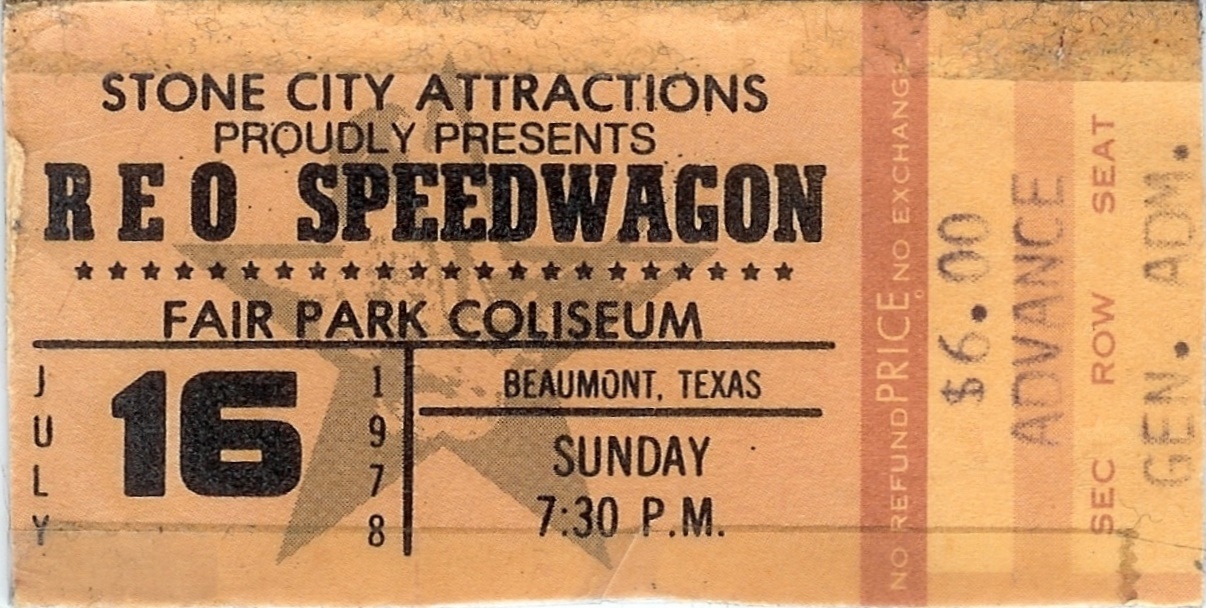 STONE CITY ATTRACTIONS
PROUDLY PRESENTS
REO SPEEDWAGON
FAIR PARK COLISEUM
JULY
16
1978
BEAUMONT, TEXAS
SUNDAY
7:30 P.M.
NO REFUND PRICE NO EXCHANGE
$6.00
ADVANCE
SEC ROW SEAT
GEN. ADM.